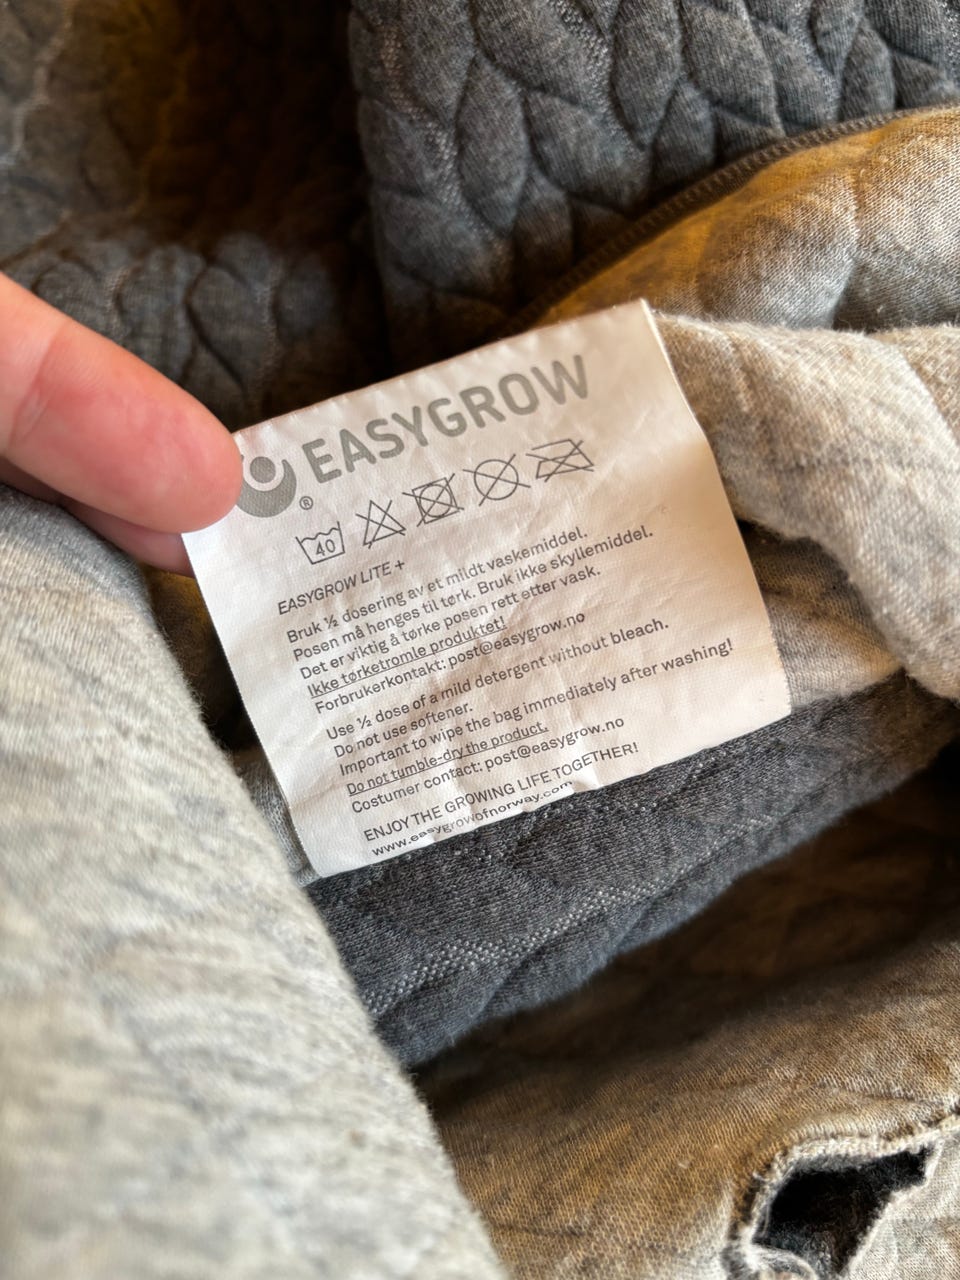 EASYGROW
®
40
EASYGROW LITE +
Bruk ½ dosering av et mildt vaskemiddel.
Posen må henges til tørk. Bruk ikke skyllemiddel.
Det er viktig å tørke posen rett etter vask.
Ikke tørketromle produktet!
Forbrukerkontakt: post@easygrow.no
Use ½ dose of a mild detergent without bleach.
Do not use softener.
Important to wipe the bag immediately after washing!
Do not tumble-dry the product.
Costumer contact: post@easygrow.no
ENJOY THE GROWING LIFE TOGETHER!
www.easygrowofnorway.com